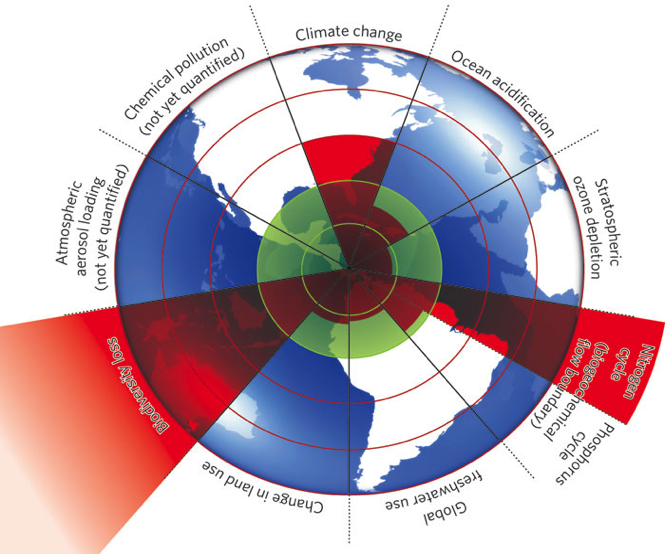 Climate change
Ocean acidification
Stratospheric
ozone depletion
Nitrogen
cycle
(biogeochemical
flow boundary)
Phosphorus
cycle
Global
freshwater use
Change in land use
Biodiversity loss
Atmospheric
aerosol loading
(not yet quantified)
Chemical pollution
(not yet quantified)